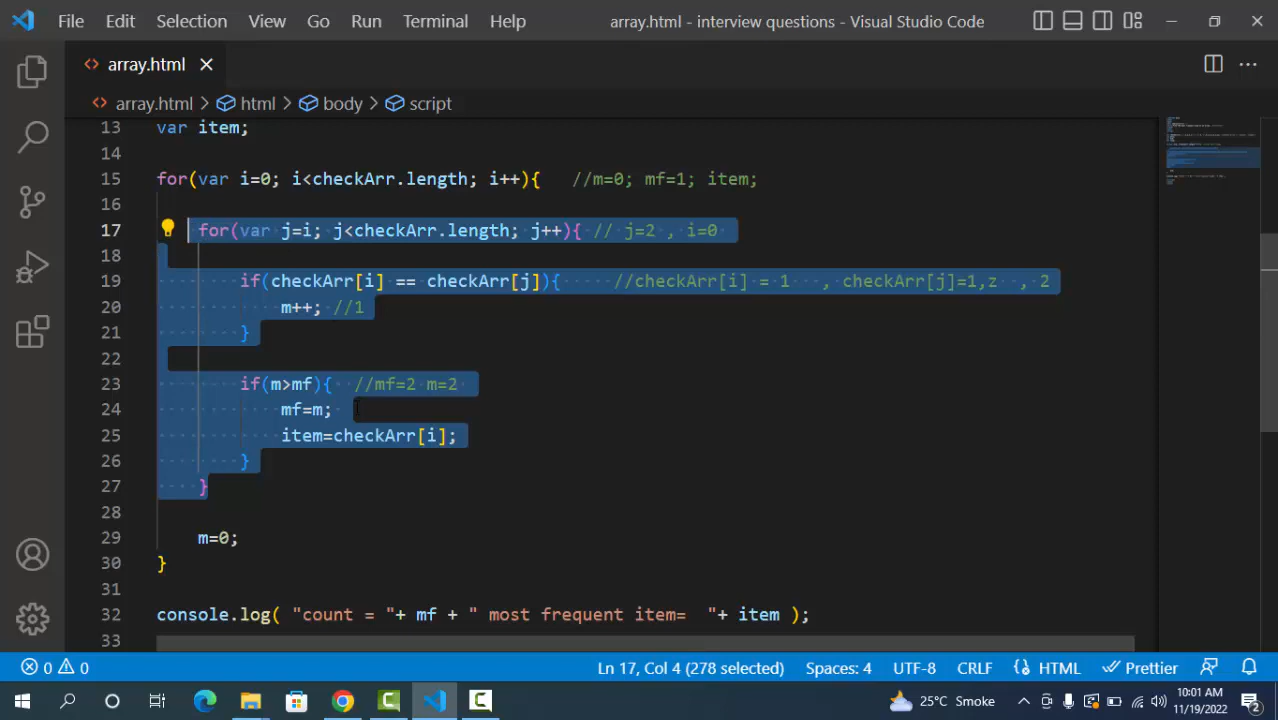 File Edit Selection View Go Run Terminal Help array.html - interview questions - Visual Studio Code
array.html
array.html > html > body > script
13 var item;
14
15 for(var i=0; i<checkArr.length; i++){ //m=0; mf=1; item;
16
17 for(var j=i; j<checkArr.length; j++){ // j=2 , i=0
18
19 if(checkArr[i] == checkArr[j]){ //checkArr[i] = 1 , checkArr[j]=1,z , 2
20 m++; //1
21 }
22
23 if(m>mf){ //mf=2 m=2
24 mf=m;
25 item=checkArr[i];
26 }
27 }
28
29 m=0;
30 }
31
32 console.log( "count = "+ mf + " most frequent item= "+ item );
33
0 0 Ln 17, Col 4 (278 selected) Spaces: 4 UTF-8 CRLF HTML Prettier
25°C Smoke 10:01 AM
11/19/2022 2